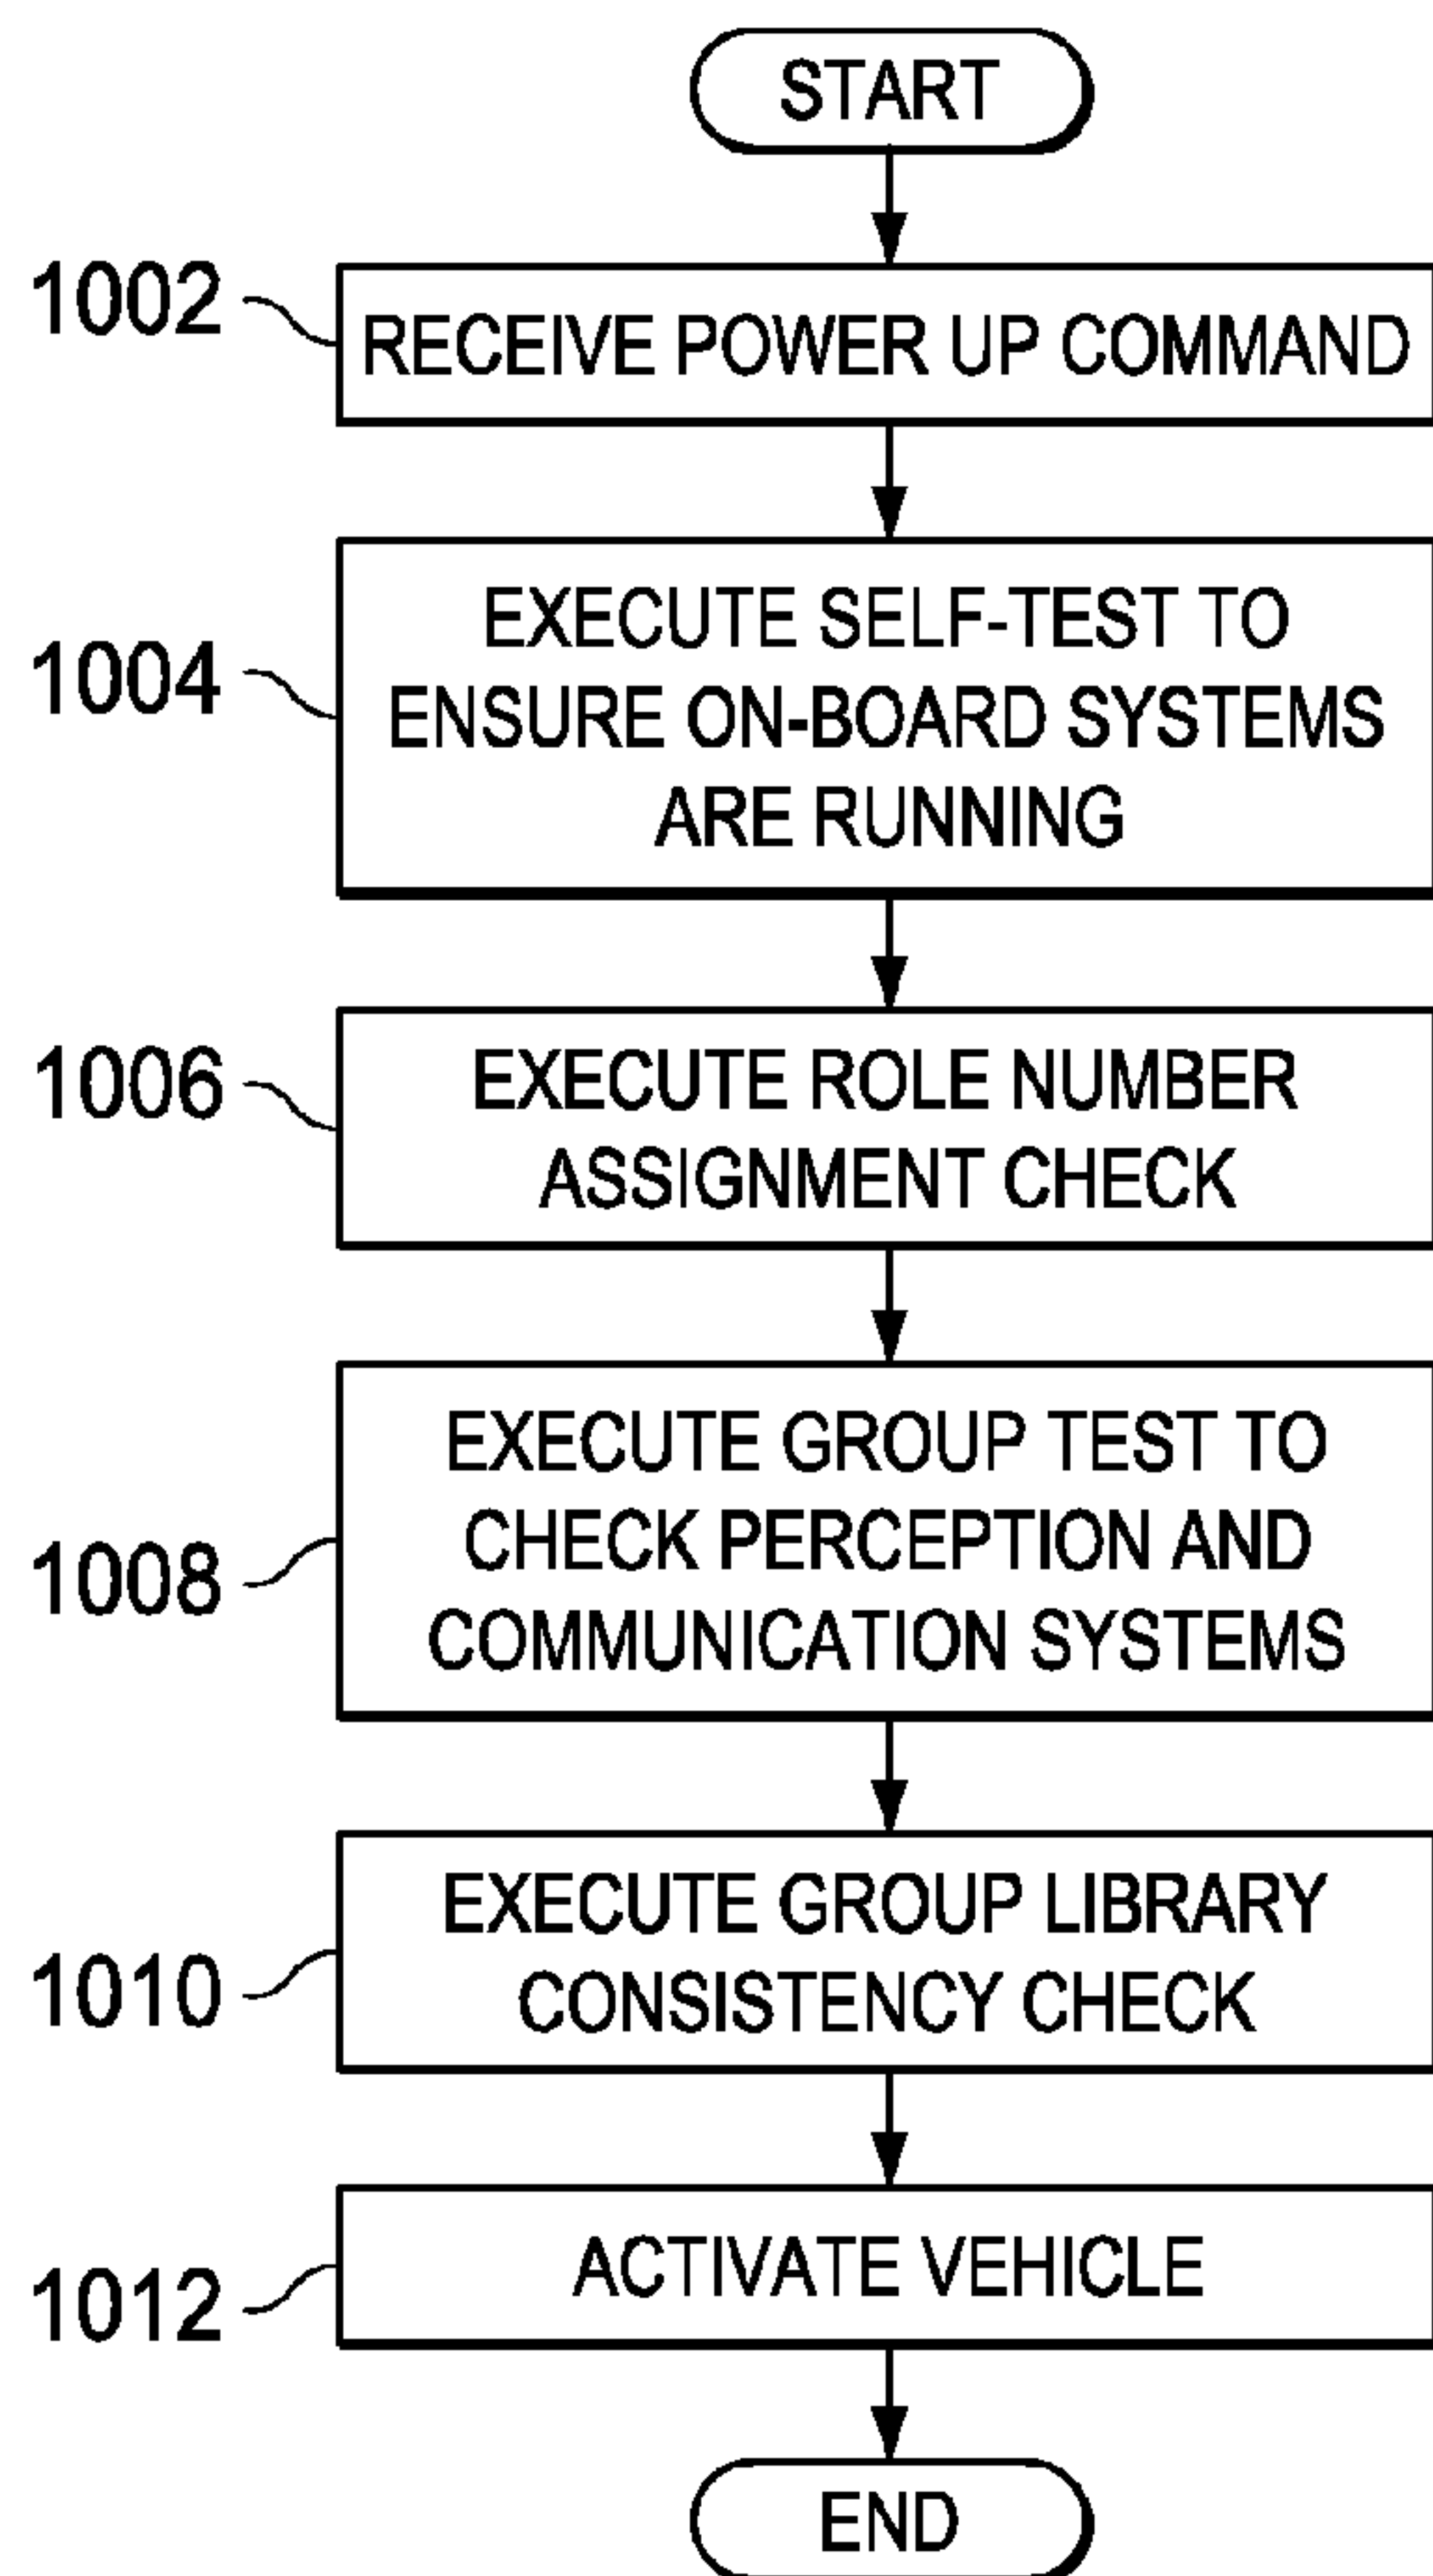 START
1002
RECEIVE POWER UP COMMAND
1004
EXECUTE SELF-TEST TO
ENSURE ON-BOARD SYSTEMS
ARE RUNNING
1006
EXECUTE ROLE NUMBER
ASSIGNMENT CHECK
1008
EXECUTE GROUP TEST TO
CHECK PERCEPTION AND
COMMUNICATION SYSTEMS
1010
EXECUTE GROUP LIBRARY
CONSISTENCY CHECK
1012
ACTIVATE VEHICLE
END